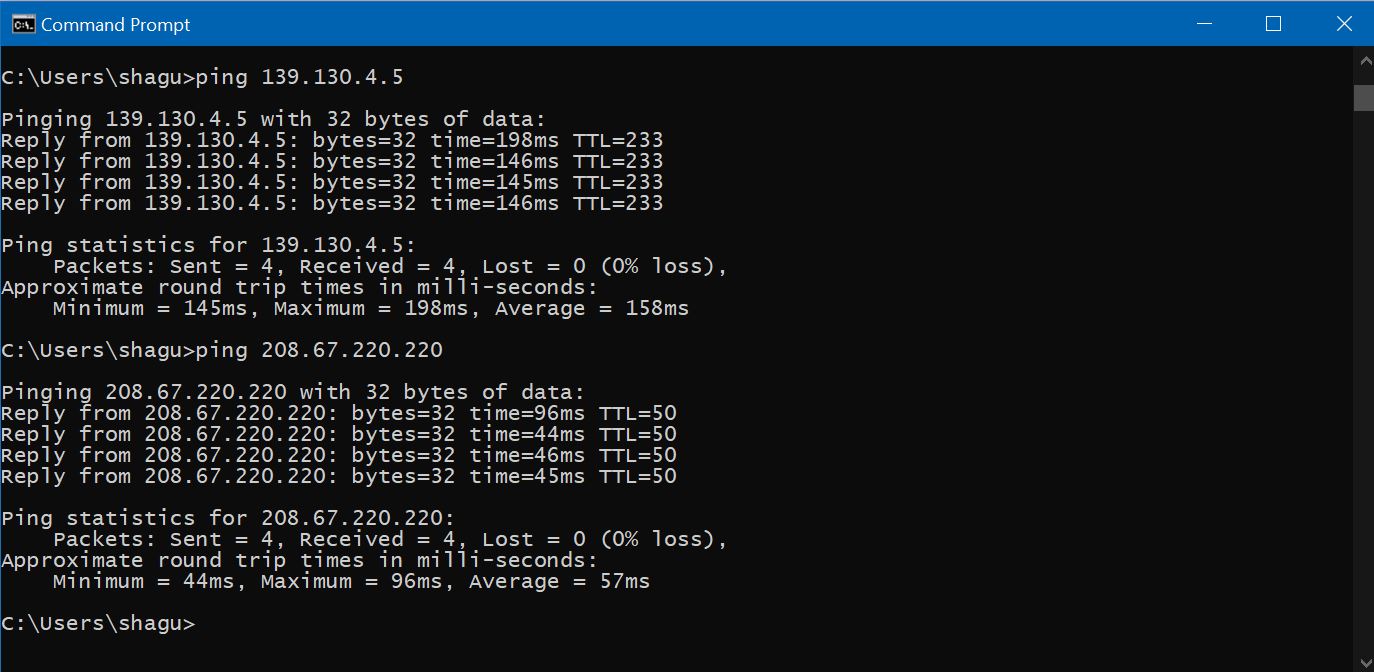 Command Prompt
C:\Users\shagu>ping 139.130.4.5
Pinging 139.130.4.5 with 32 bytes of data:
Reply from 139.130.4.5: bytes=32 time=198ms TTL=233
Reply from 139.130.4.5: bytes=32 time=146ms TTL=233
Reply from 139.130.4.5: bytes=32 time=145ms TTL=233
Reply from 139.130.4.5: bytes=32 time=146ms TTL=233
Ping statistics for 139.130.4.5:
    Packets: Sent = 4, Received = 4, Lost = 0 (0% loss),
Approximate round trip times in milli-seconds:
    Minimum = 145ms, Maximum = 198ms, Average = 158ms
C:\Users\shagu>ping 208.67.220.220
Pinging 208.67.220.220 with 32 bytes of data:
Reply from 208.67.220.220: bytes=32 time=96ms TTL=50
Reply from 208.67.220.220: bytes=32 time=44ms TTL=50
Reply from 208.67.220.220: bytes=32 time=46ms TTL=50
Reply from 208.67.220.220: bytes=32 time=45ms TTL=50
Ping statistics for 208.67.220.220:
    Packets: Sent = 4, Received = 4, Lost = 0 (0% loss),
Approximate round trip times in milli-seconds:
    Minimum = 44ms, Maximum = 96ms, Average = 57ms
C:\Users\shagu>